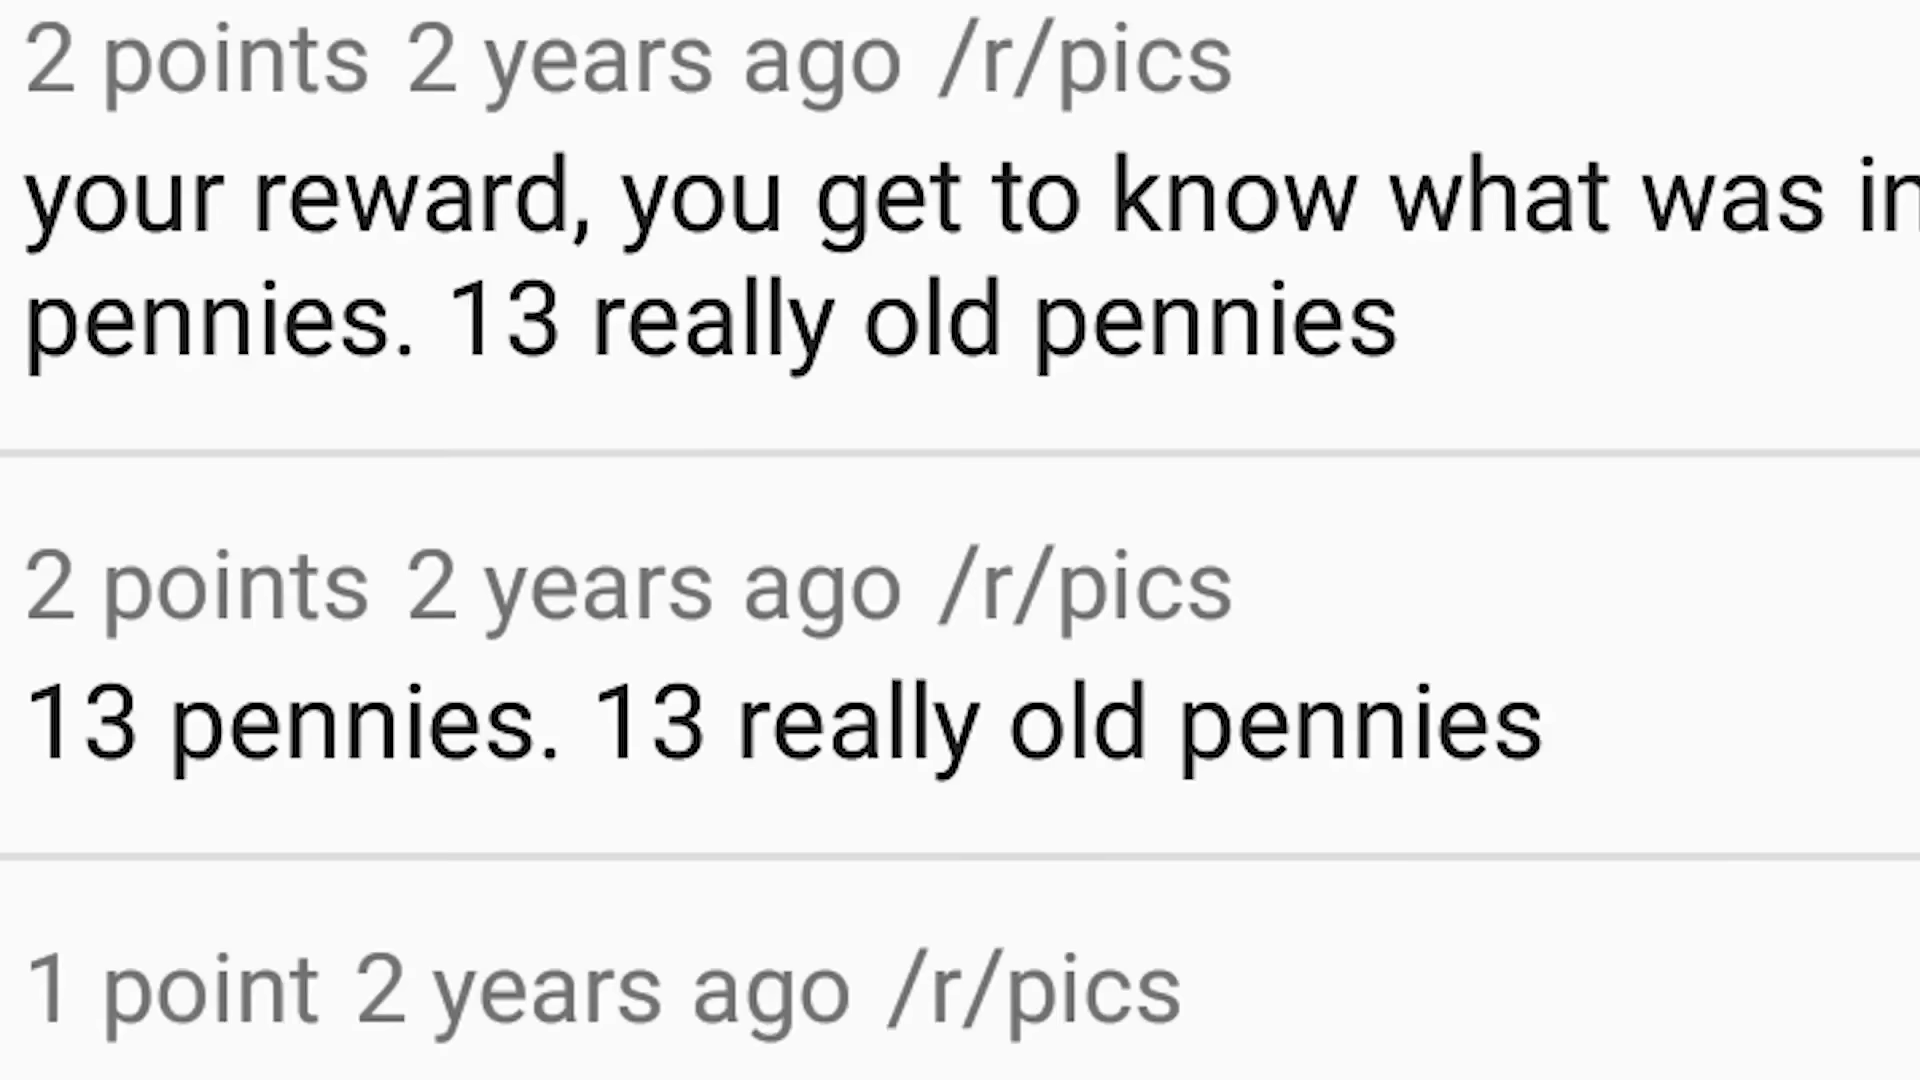 2 points 2 years ago /r/pics
your reward, you get to know what was in
pennies. 13 really old pennies
2 points 2 years ago /r/pics
13 pennies. 13 really old pennies
1 point 2 years ago /r/pics